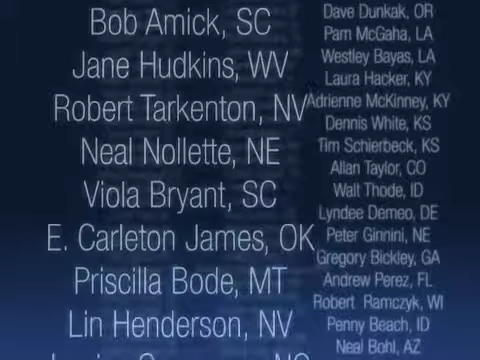 Bob Amick, SC
Jane Hudkins, WV
Robert Tarkenton, NV
Neal Nollette, NE
Viola Bryant, SC
E. Carleton James, OK
Priscilla Bode, MT
Lin Henderson, NV
Dave Dunkak, OR
Pam McGaha, LA
Westley Bayas, LA
Laura Hacker, KY
Adrienne McKinney, KY
Dennis White, KS
Tim Schierbeck, KS
Allan Taylor, CO
Walt Thode, ID
Lyndee Demeo, DE
Peter Ginnini, NE
Gregory Bickley, GA
Andrew Perez, FL
Robert Ramczyk, WI
Penny Beach, ID
Neal Bohl, AZ